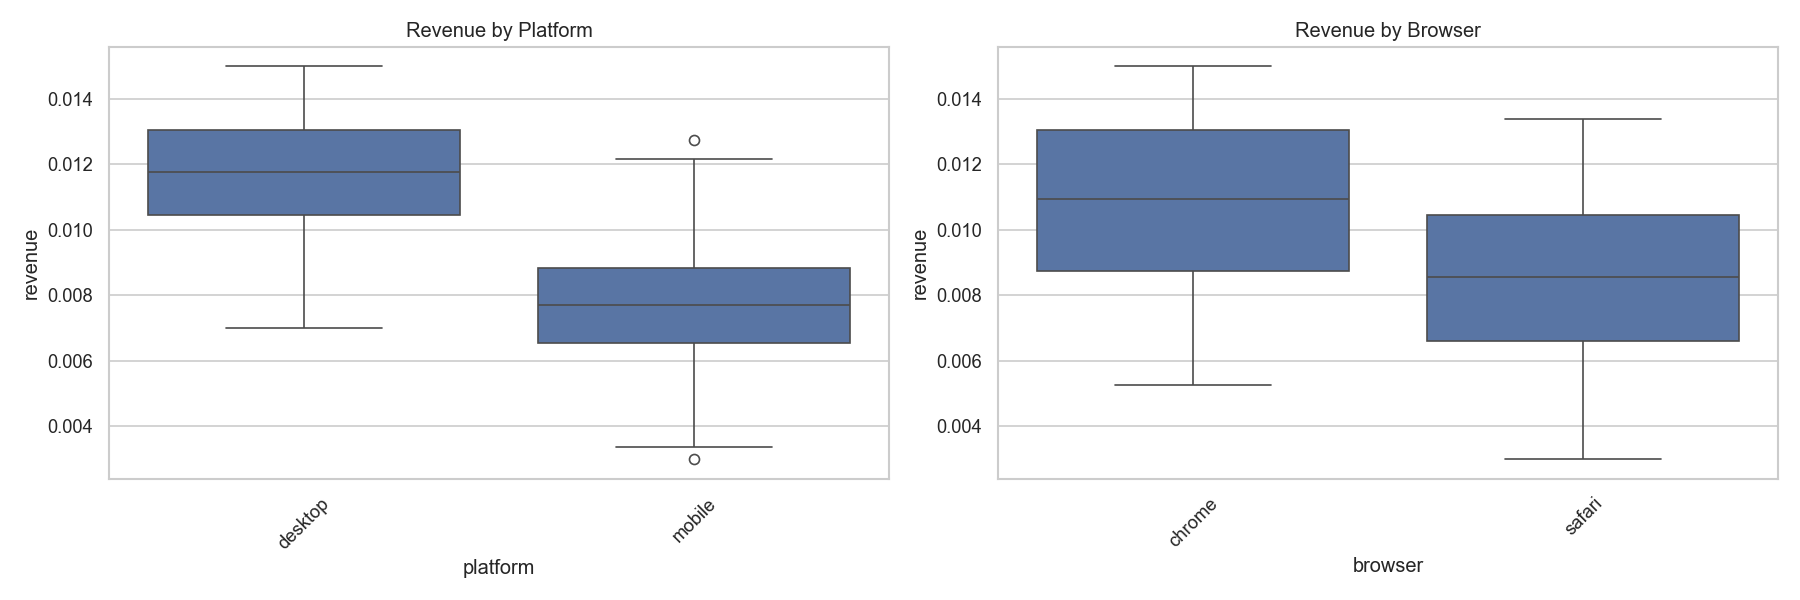 Revenue by Platform
revenue
0.014
0.012
0.010
0.008
0.006
0.004
desktop
mobile
platform
Revenue by Browser
revenue
0.014
0.012
0.010
0.008
0.006
0.004
chrome
safari
browser